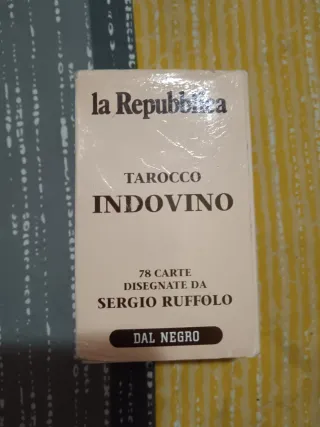 la Repubblica
TAROCCO
INDOVINO
78 CARTE
DISEGNATE DA
SERGIO RUFFOLO
DAL NEGRO